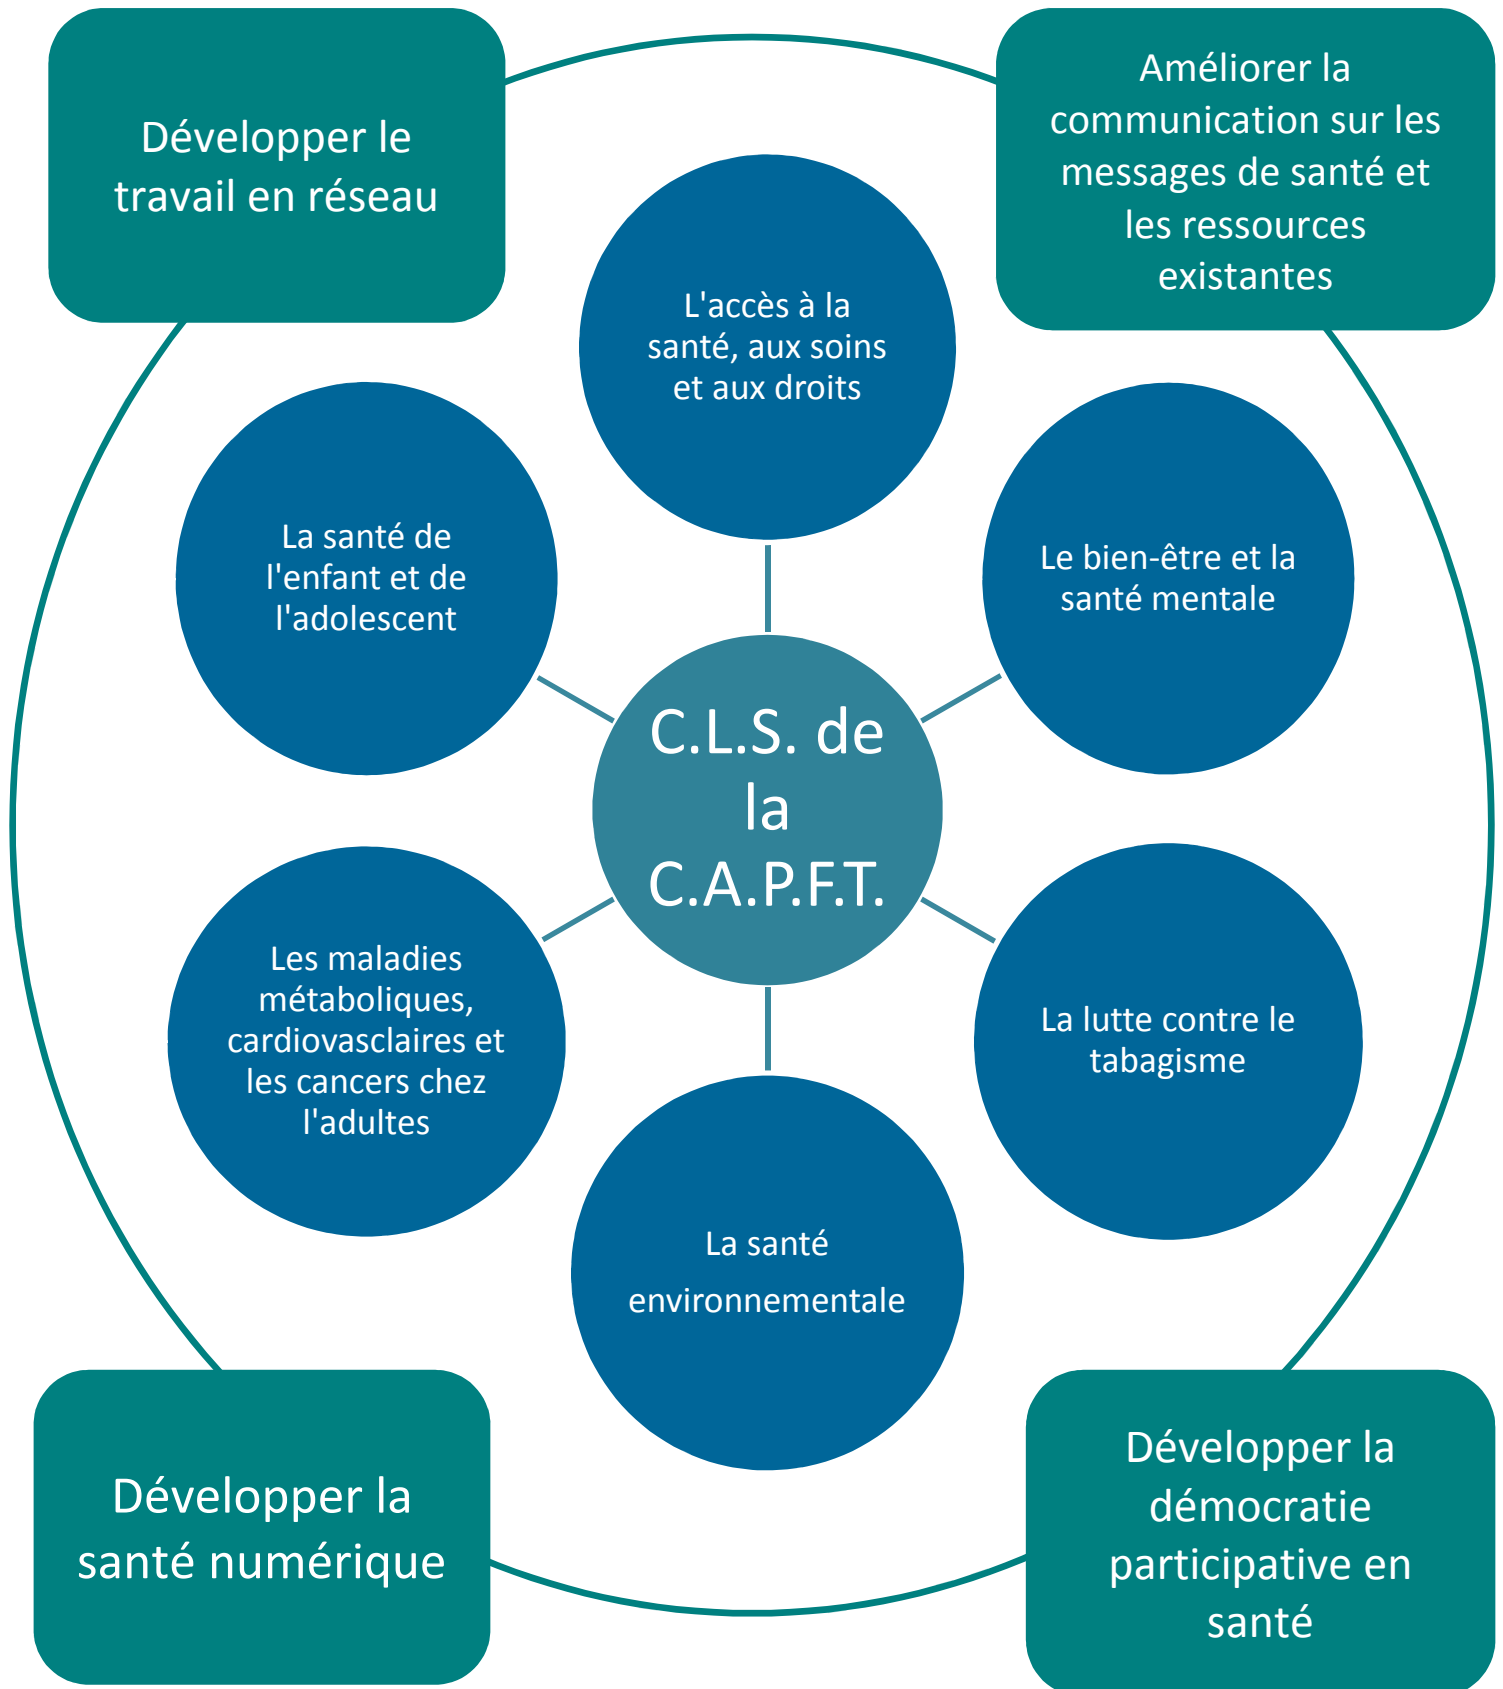 Développer le
travail en réseau
Améliorer la
communication sur les
messages de santé et
les ressources
existantes
L'accès à la
santé, aux soins
et aux droits
La santé de
l'enfant et de
l'adolescent
Le bien-être et la
santé mentale
C.L.S. de
la
C.A.P.F.T.
Les maladies
métaboliques,
cardiovasclaires et
les cancers chez
l'adultes
La lutte contre le
tabagisme
La santé
environnementale
Développer la
santé numérique
Développer la
démocratie
participative en
santé